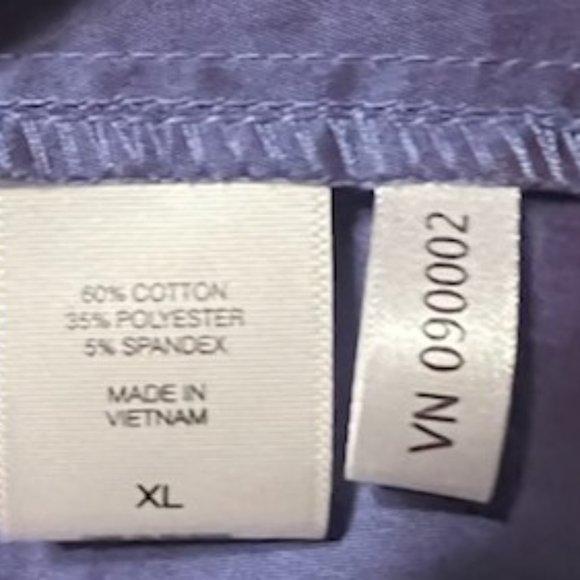 60% COTTON
35% POLYESTER
5% SPANDEX
MADE IN
VIETNAM
XL
VN 090002